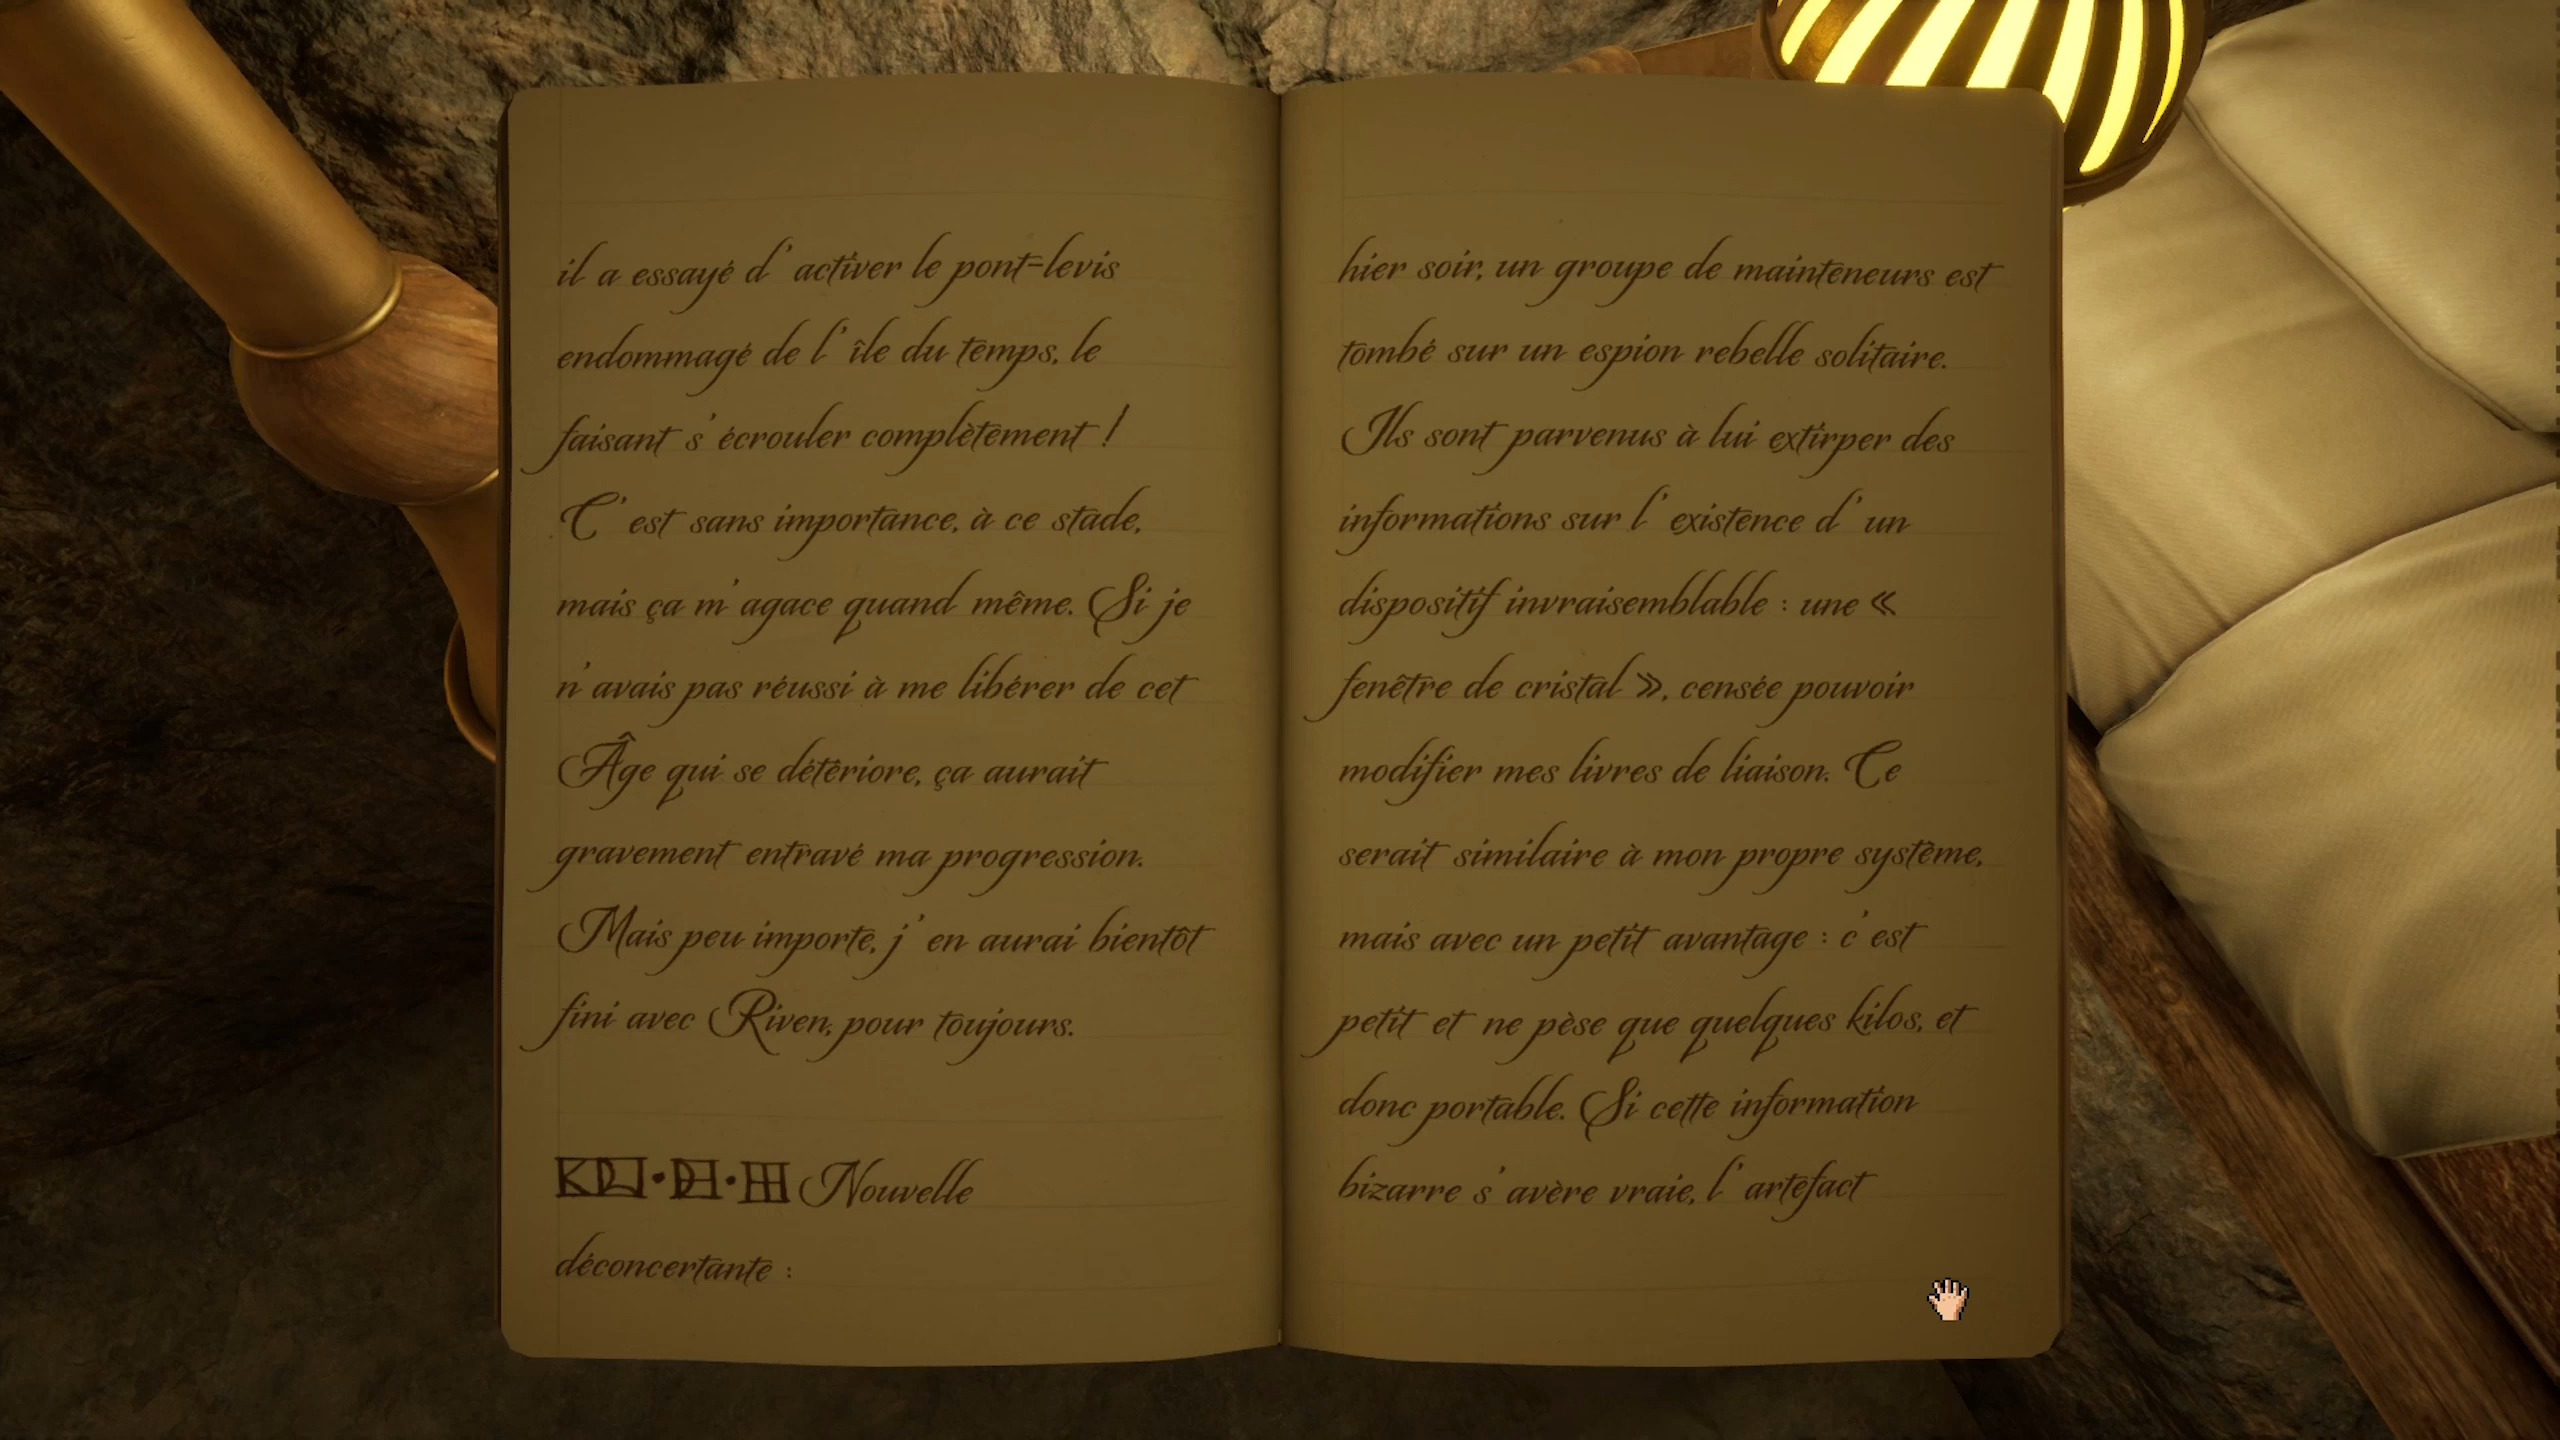 il a essayé d'activer le pont-levis
endommagé de l'île du temps, le
faisant s'écrouler complètement !
C'est sans importance, à ce stade,
mais ça m'agace quand même. Si je
n'avais pas réussi à me libérer de cet
Âge qui se détériore, ça aurait
gravement entravé ma progression.
Mais peu importe, j'en aurai bientôt
fini avec Riven, pour toujours.
Nouvelle
déconcertante :
hier soir, un groupe de mainteneurs est
tombé sur un espion rebelle solitaire.
Ils sont parvenus à lui extirper des
informations sur l'existence d'un
dispositif invraisemblable : une «
fenêtre de cristal », censée pouvoir
modifier mes livres de liaison. Ce
serait similaire à mon propre système,
mais avec un petit avantage : c'est
petit et ne pèse que quelques kilos, et
donc portable. Si cette information
bizarre s'avère vraie, l'artefact